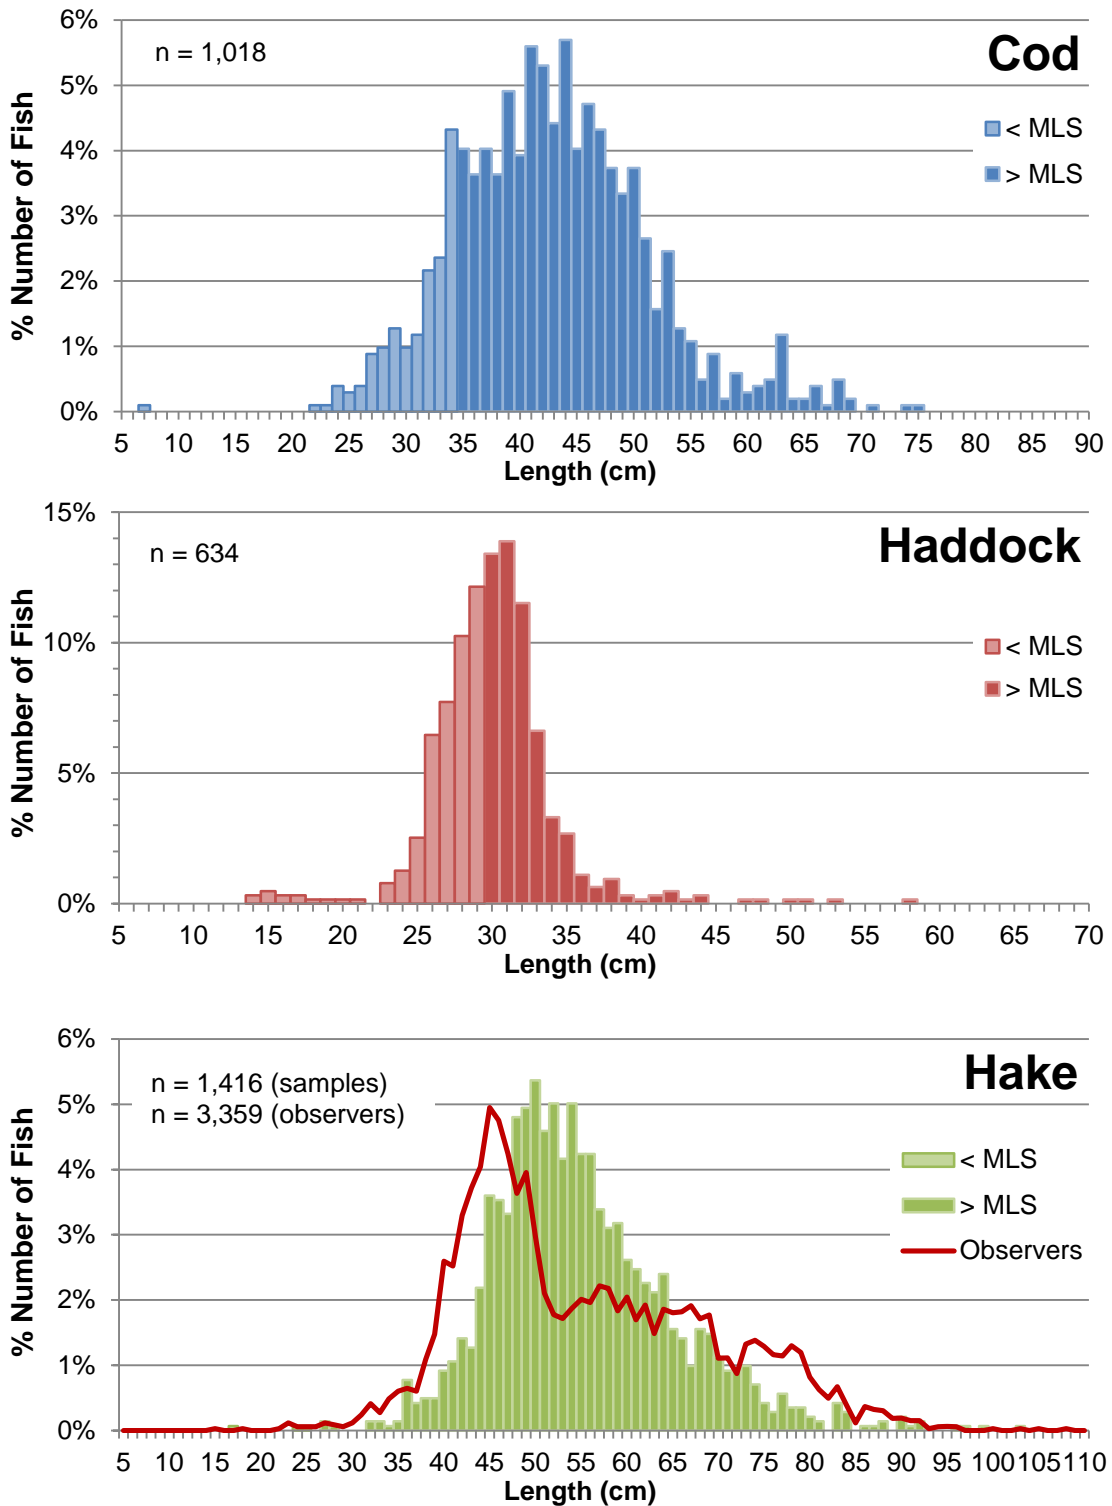 Cod
n = 1,018
< MLS
> MLS
% Number of Fish
6%
5%
4%
3%
2%
1%
0%
5 10 15 20 25 30 35 40 45 50 55 60 65 70 75 80 85 90
Length (cm)
Haddock
n = 634
< MLS
> MLS
% Number of Fish
15%
10%
5%
0%
5 10 15 20 25 30 35 40 45 50 55 60 65 70
Length (cm)
Hake
n = 1,416 (samples)
n = 3,359 (observers)
< MLS
> MLS
Observers
% Number of Fish
6%
5%
4%
3%
2%
1%
0%
5 10 15 20 25 30 35 40 45 50 55 60 65 70 75 80 85 90 95 100 105 110
Length (cm)